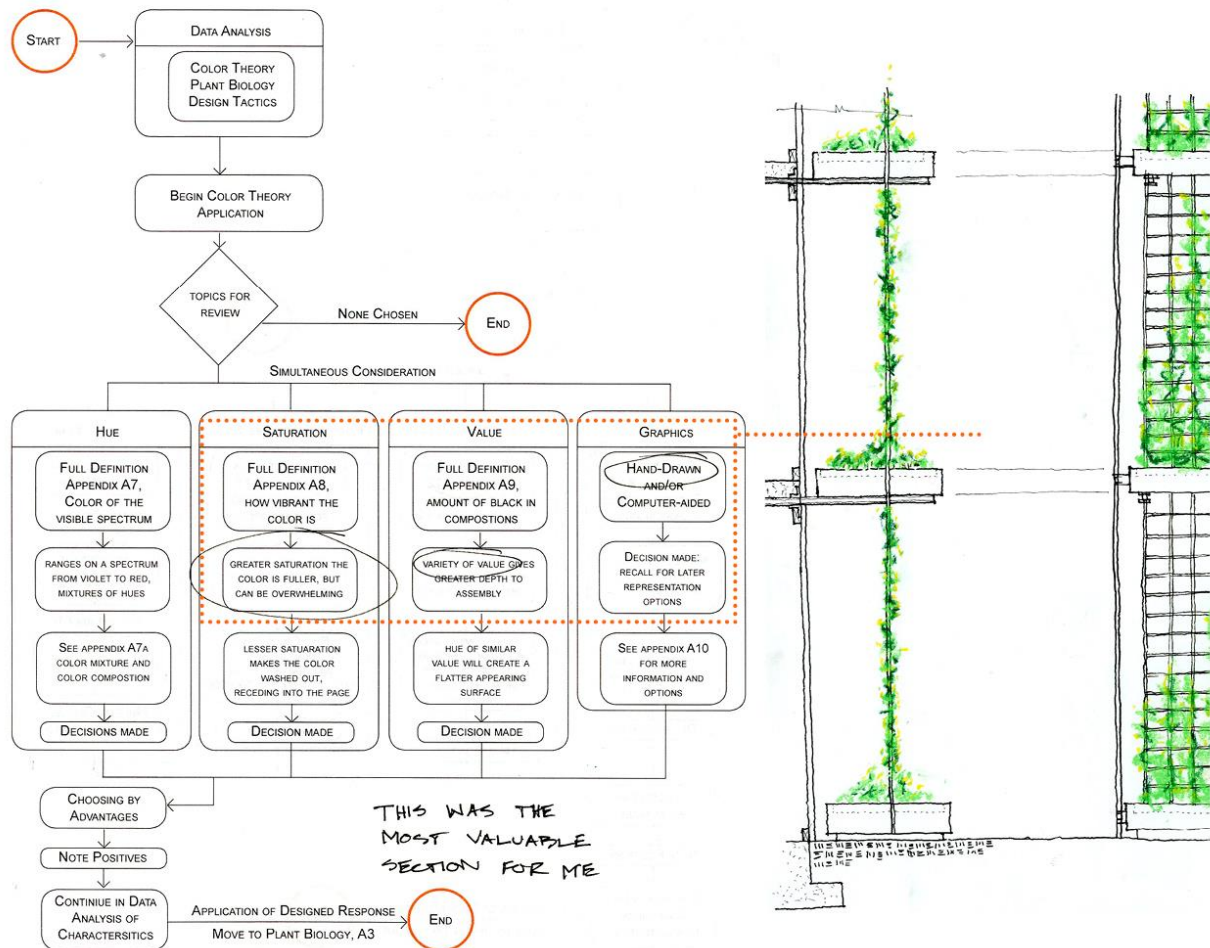 START
DATA ANALYSIS
COLOR THEORY
PLANT BIOLOGY
DESIGN TACTICS
BEGIN COLOR THEORY
APPLICATION
TOPICS FOR
REVIEW
NONE CHOSEN
END
SIMULTANEOUS CONSIDERATION
HUE
FULL DEFINITION
APPENDIX A7,
COLOR OF THE
VISIBLE SPECTRUM
RANGES ON A SPECTRUM
FROM VIOLET TO RED,
MIXTURES OF HUES
SEE APPENDIX A7A
COLOR MIXTURE AND
COLOR COMPOSTION
DECISIONS MADE
SATURATION
FULL DEFINITION
APPENDIX A8,
HOW VIBRANT THE
COLOR IS
GREATER SATURATION THE
COLOR IS FULLER, BUT
CAN BE OVERWHELMING
LESSER SATUARATION
MAKES THE COLOR
WASHED OUT,
RECEDING INTO THE PAGE
DECISION MADE
VALUE
FULL DEFINITION
APPENDIX A9,
AMOUNT OF BLACK IN
COMPOSTIONS
VARIETY OF VALUE GIVES
GREATER DEPTH TO
ASSEMBLY
HUE OF SIMILAR
VALUE WILL CREATE A
FLATTER APPEARING
SURFACE
DECISION MADE
GRAPHICS
HAND-DRAWN
AND/OR
COMPUTER-AIDED
DECISION MADE:
RECALL FOR LATER
REPRESENTATION
OPTIONS
SEE APPENDIX A10
FOR MORE
INFORMATION AND
OPTIONS
CHOOSING BY
ADVANTAGES
NOTE POSITIVES
CONTINIUE IN DATA
ANALYSIS OF
CHARACTERSITICS
APPLICATION OF DESIGNED RESPONSE
MOVE TO PLANT BIOLOGY, A3
END
THIS WAS THE
MOST VALUABLE
SECTION FOR ME